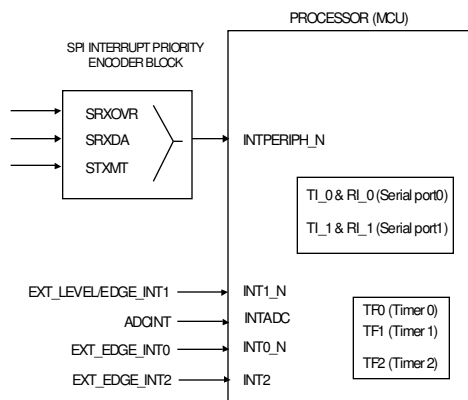 PROCESSOR (MCU)
SPI INTERRUPT PRIORITY
ENCODER BLOCK
SRXOVR
SRXDA
STXMT
INTPERIPH_N
TI_0 & RI_0 (Serial port0)
TI_1 & RI_1 (Serial port1)
EXT_LEVEL/EDGE_INT1
INT1_N
ADCINT
INTADC
EXT_EDGE_INT0
INT0_N
EXT_EDGE_INT2
INT2
TF0 (Timer 0)
TF1 (Timer 1)
TF2 (Timer 2)